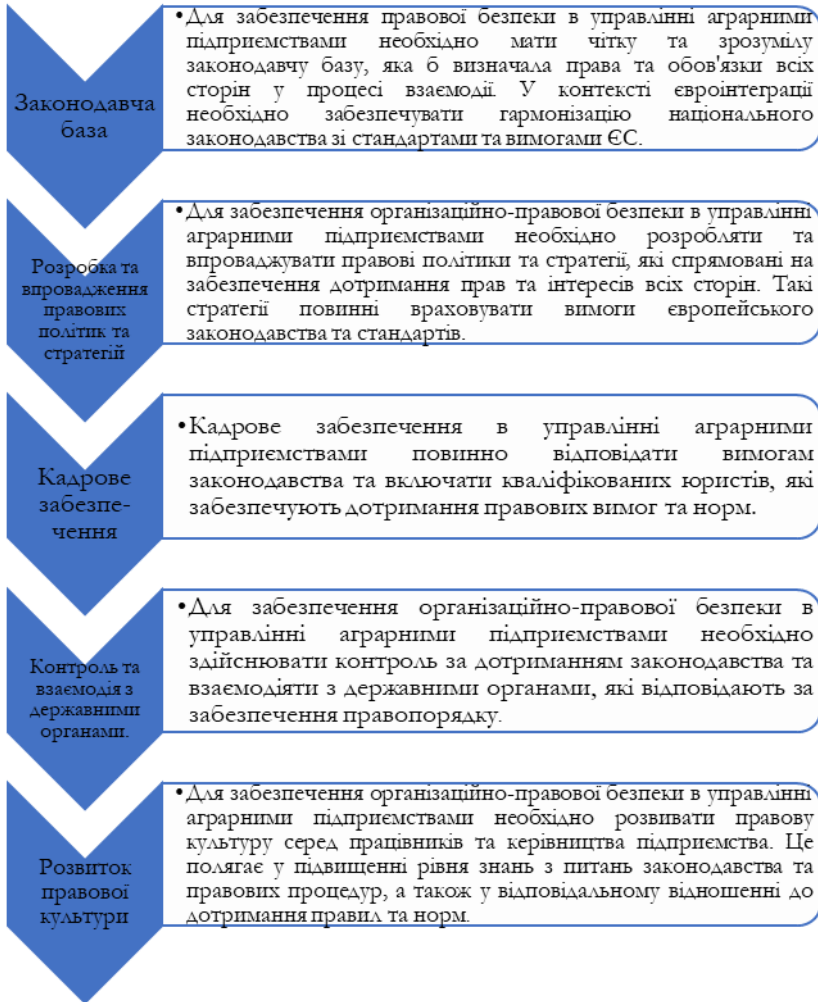 Законодавча
база
•Для забезпечення правової безпеки в управлінні аграрними
підприємствами необхідно мати чітку та зрозумілу
законодавчу базу, яка б визначала права та обов'язки всіх
сторін у процесі взаємодії. У контексті євроінтеграції
необхідно забезпечувати гармонізацію національного
законодавства зі стандартами та вимогами ЄС.
Розробка та
впровадження
правових
політик та
стратегій
•Для забезпечення організаційно-правової безпеки в управлінні
аграрними підприємствами необхідно розробляти та
впроваджувати правові політики та стратегії, які спрямовані на
забезпечення дотримання прав та інтересів всіх сторін. Такі
стратегії повинні враховувати вимоги європейського
законодавства та стандартів.
Кадрове
забезпе-
чення
•Кадрове забезпечення в управлінні аграрними
підприємствами повинно відповідати вимогам
законодавства та включати кваліфікованих юристів, які
забезпечують дотримання правових вимог та норм.
Контроль та
взаємодія з
державними
органами.
•Для забезпечення організаційно-правової безпеки в
управлінні аграрними підприємствами необхідно
здійснювати контроль за дотриманням законодавства та
взаємодіяти з державними органами, які відповідають за
забезпечення правопорядку.
Розвиток
правової
культури
•Для забезпечення організаційно-правової безпеки в управлінні
аграрними підприємствами необхідно розвивати правову
культуру серед працівників та керівництва підприємства. Це
полягає у підвищенні рівня знань з питань законодавства та
правових процедур, а також у відповідальному відношенні до
дотримання правил та норм.